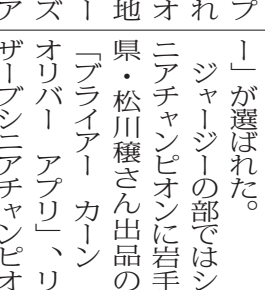 プ
れ
オ
地
ー
ズ
ア
ー」が選ばれた。
　ジャージーの部ではシ
ニアチャンピオンに岩手
県・松川穣さん出品の
「ブライアー　カーン
オリバー　アプリ」、リ
ザーブシニアチャンピオ